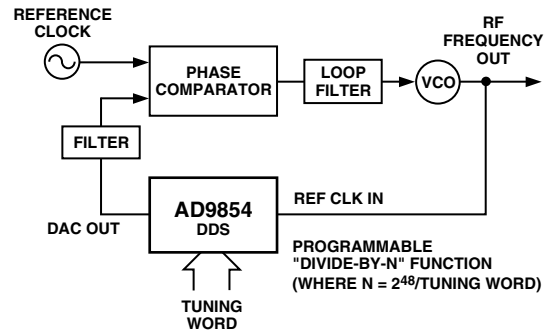 REFERENCE
CLOCK
RF
FREQUENCY
OUT
PHASE
COMPARATOR
LOOP
FILTER
VCO
FILTER
AD9854
DDS
REF CLK IN
DAC OUT
PROGRAMMABLE
"DIVIDE-BY-N" FUNCTION
(WHERE N = 2⁴⁸/TUNING WORD)
TUNING
WORD